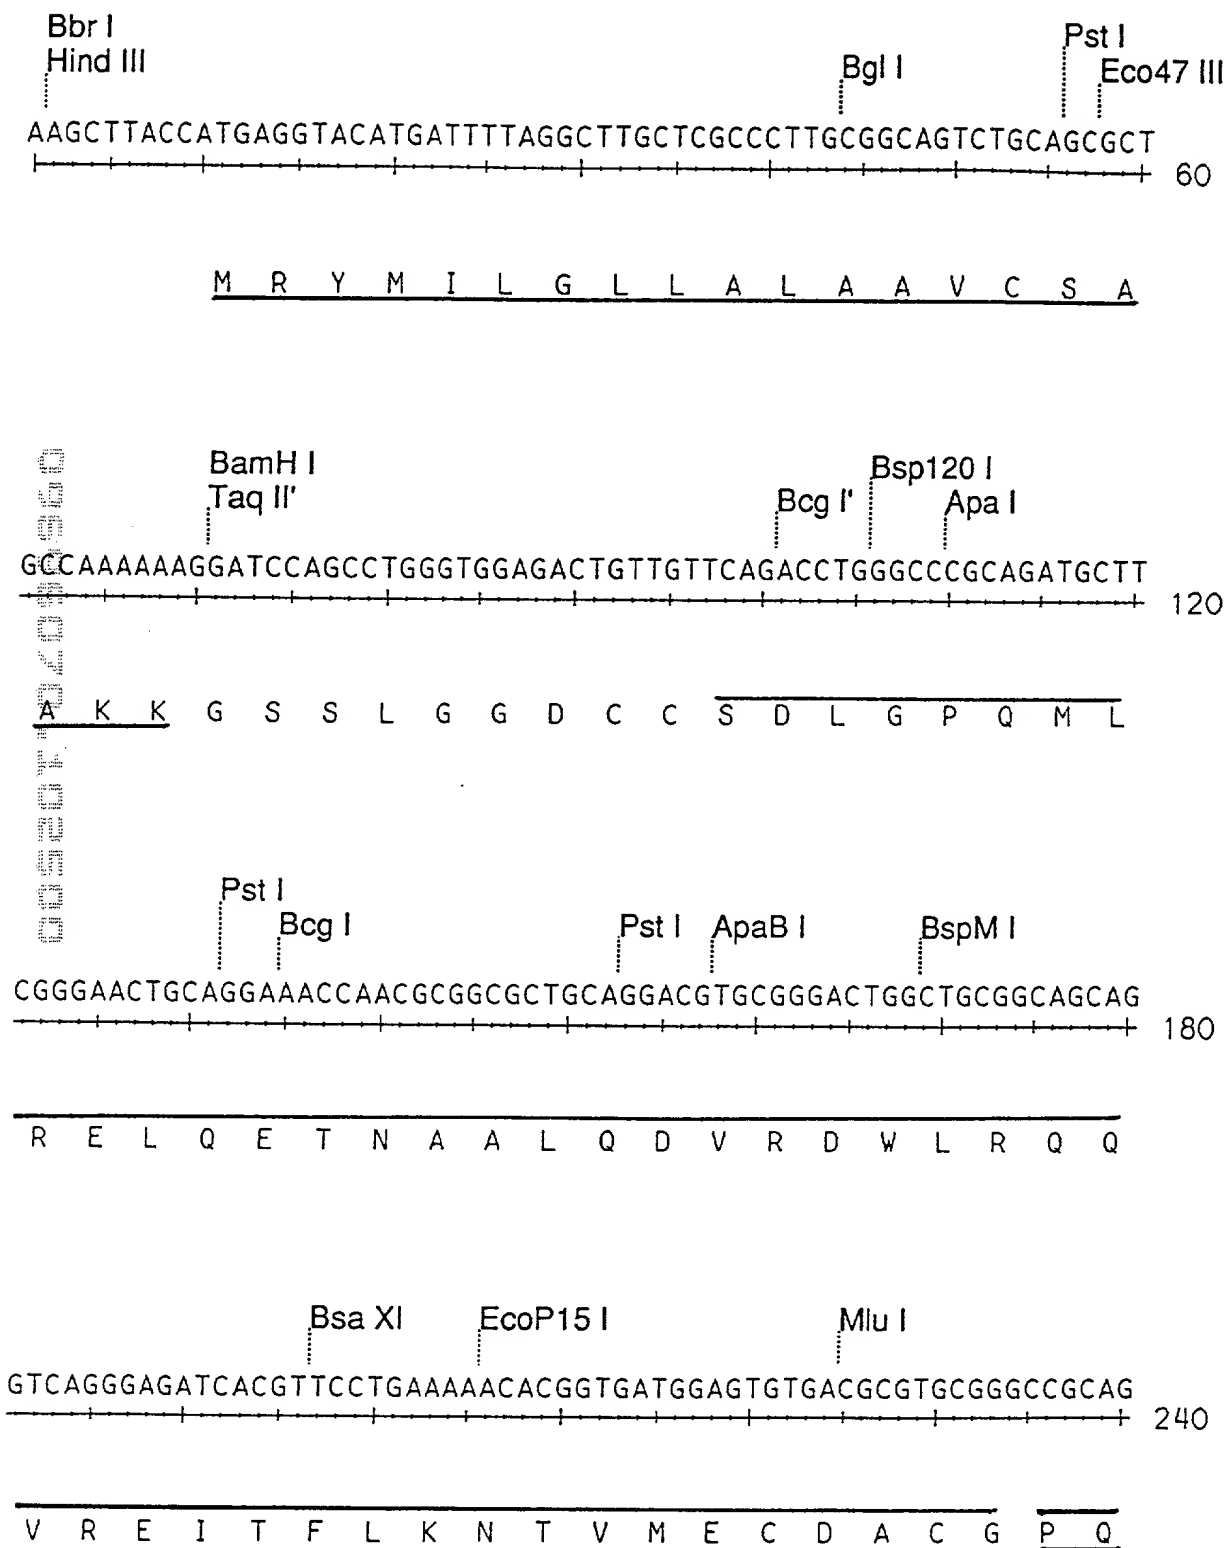 Bbr I
Hind III
Pst I
Bgl I
Eco47 III
AAGCTTACCATGAGGTACATGATTTTAGGCTTGCTCGCCCTTGCGGCAGTCTGCAGCGCT
60
M R Y M I L G L L A L A A V C S A
BamH I
Taq II'
Bsp120 I
Bcg I'
Apa I
GCCAAAAAAGGATCCAGCCTGGGTGGAGACTGTTGTTCAGACCTGGGCCCGCAGATGCTT
120
A K K G S S L G G D C C S D L G P Q M L
Pst I
Bcg I
Pst I
ApaB I
BspM I
CGGGAACTGCAGGAAACCAACGCGGCGCTGCAGGACGTGCGGGACTGGCTGCGGCAGCAG
180
R E L Q E T N A A L Q D V R D W L R Q Q
Bsa XI
EcoP15 I
Mlu I
GTCAGGGAGATCACGTTCCTGAAAAACACGGTGATGGAGTGTGACGCGTGCGGGCCGCAG
240
V R E I T F L K N T V M E C D A C G P Q